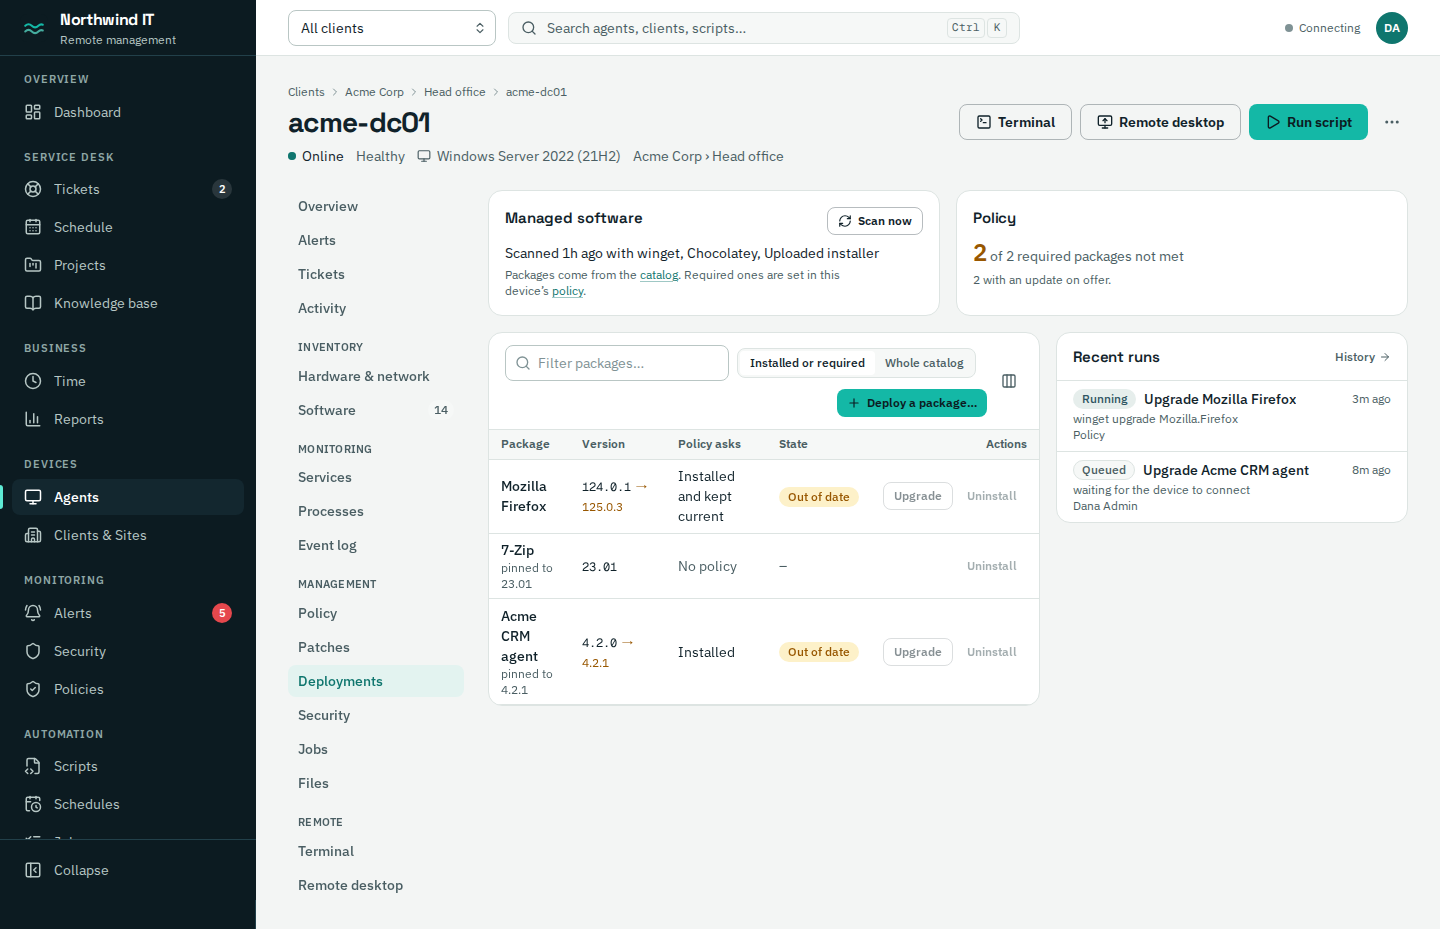 Northwind IT
Remote management
OVERVIEW
Dashboard
SERVICE DESK
Tickets
2
Schedule
Projects
Knowledge base
BUSINESS
Time
Reports
DEVICES
Agents
Clients & Sites
MONITORING
Alerts
5
Security
Policies
AUTOMATION
Scripts
Schedules
Collapse
All clients
Search agents, clients, scripts...
Ctrl K
Connecting
DA
Clients > Acme Corp > Head office > acme-dc01
acme-dc01
Online Healthy Windows Server 2022 (21H2) Acme Corp › Head office
Terminal
Remote desktop
Run script
Overview
Alerts
Tickets
Activity
INVENTORY
Hardware & network
Software 14
MONITORING
Services
Processes
Event log
MANAGEMENT
Policy
Patches
Deployments
Security
Jobs
Files
REMOTE
Terminal
Remote desktop
Managed software
Scan now
Scanned 1h ago with winget, Chocolatey, Uploaded installer
Packages come from the catalog. Required ones are set in this
device's policy.
Policy
2 of 2 required packages not met
2 with an update on offer.
Filter packages...
Installed or required
Whole catalog
Deploy a package...
Package Version Policy asks State Actions
Mozilla
Firefox
124.0.1 →
125.0.3
Installed
and kept
current
Out of date
Upgrade
Uninstall
7-Zip
pinned to
23.01
23.01
No policy
–
Uninstall
Acme
CRM
agent
pinned to
4.2.1
4.2.0 →
4.2.1
Installed
Out of date
Upgrade
Uninstall
Recent runs
History →
Running Upgrade Mozilla Firefox 3m ago
winget upgrade Mozilla.Firefox
Policy
Queued Upgrade Acme CRM agent 8m ago
waiting for the device to connect
Dana Admin